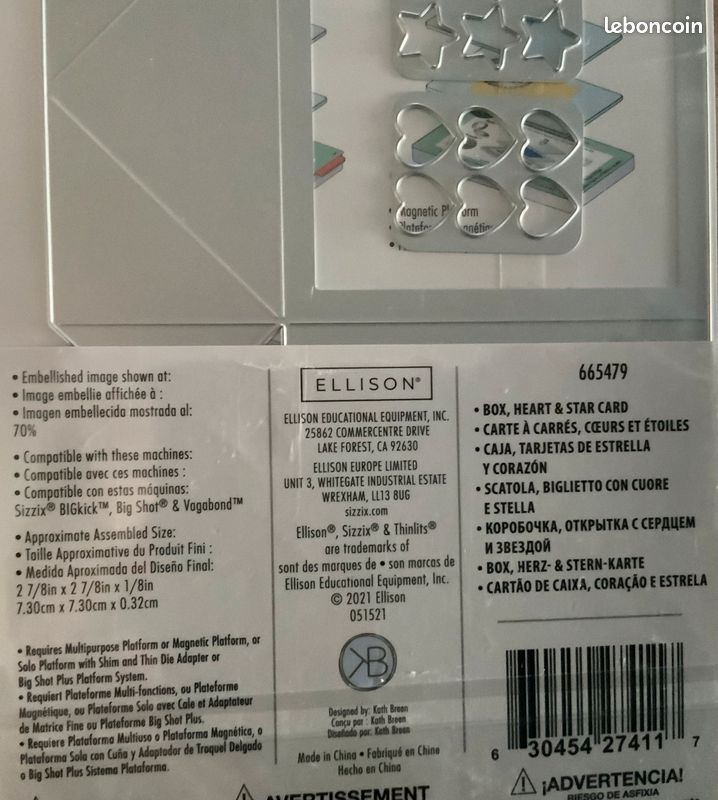 leboncoin
• Magnetic Pl orm
• Embellished image shown at:
• Image embellie affichée à :
• Imagen embellecida mostrada al:
70%
• Compatible with these machines:
• Compatible avec ces machines :
• Compatible con estas máquinas:
Sizzix® BIGkick™, Big Shot® & Vagabond™
• Approximate Assembled Size:
• Taille Approximative du Produit Fini :
• Medida Aproximada del Diseño Final:
2 7/8in x 2 7/8in x 1/8in
7.30cm x 7.30cm x 0.32cm
• Requires Multipurpose Platform or Magnetic Platform, or
Solo Platform with Shim and Thin Die Adapter or
Big Shot Plus Platform System.
• Requiert Plateforme Multi-fonctions, ou Plateforme
Magnétique, ou Plateforme Solo avec Cale et Adaptateur
de Matrice Fine ou Plateforme Big Shot Plus.
• Requiere Plataforma Multiuso o Plataforma Magnética, o
Plataforma Sola con Cuña y Adaptador de Troquel Delgado
o Big Shot Plus Sistema Plataforma.
ELLISON®
ELLISON EDUCATIONAL EQUIPMENT, INC.
25862 COMMERCENTRE DRIVE
LAKE FOREST, CA 92630
ELLISON EUROPE LIMITED
UNIT 3, WHITEGATE INDUSTRIAL ESTATE
WREXHAM, LL13 8UG
sizzix.com
Ellison®, Sizzix® & Thinlits®
are trademarks of
sont des marques de • son marcas de
Ellison Educational Equipment, Inc.
© 2021 Ellison
051521
KB
Designed by: Kath Breen
Conçu par : Kath Breen
Diseñado por: Kath Breen
Made in China • Fabriqué en Chine
Hecho en China
AVERTISSEMENT
665479
• BOX, HEART & STAR CARD
• CARTE À CARRÉS, CŒURS ET ÉTOILES
• CAJA, TARJETAS DE ESTRELLA
Y CORAZÓN
• SCATOLA, BIGLIETTO CON CUORE
E STELLA
• КОРОБОЧКА, ОТКРЫТКА С СЕРДЦЕМ
И ЗВЕЗДОЙ
• BOX, HERZ- & STERN-KARTE
• CARTÃO DE CAIXA, CORAÇÃO E ESTRELA
6 30454 27411 7
¡ADVERTENCIA!
RIESGO DE ASFIXIA